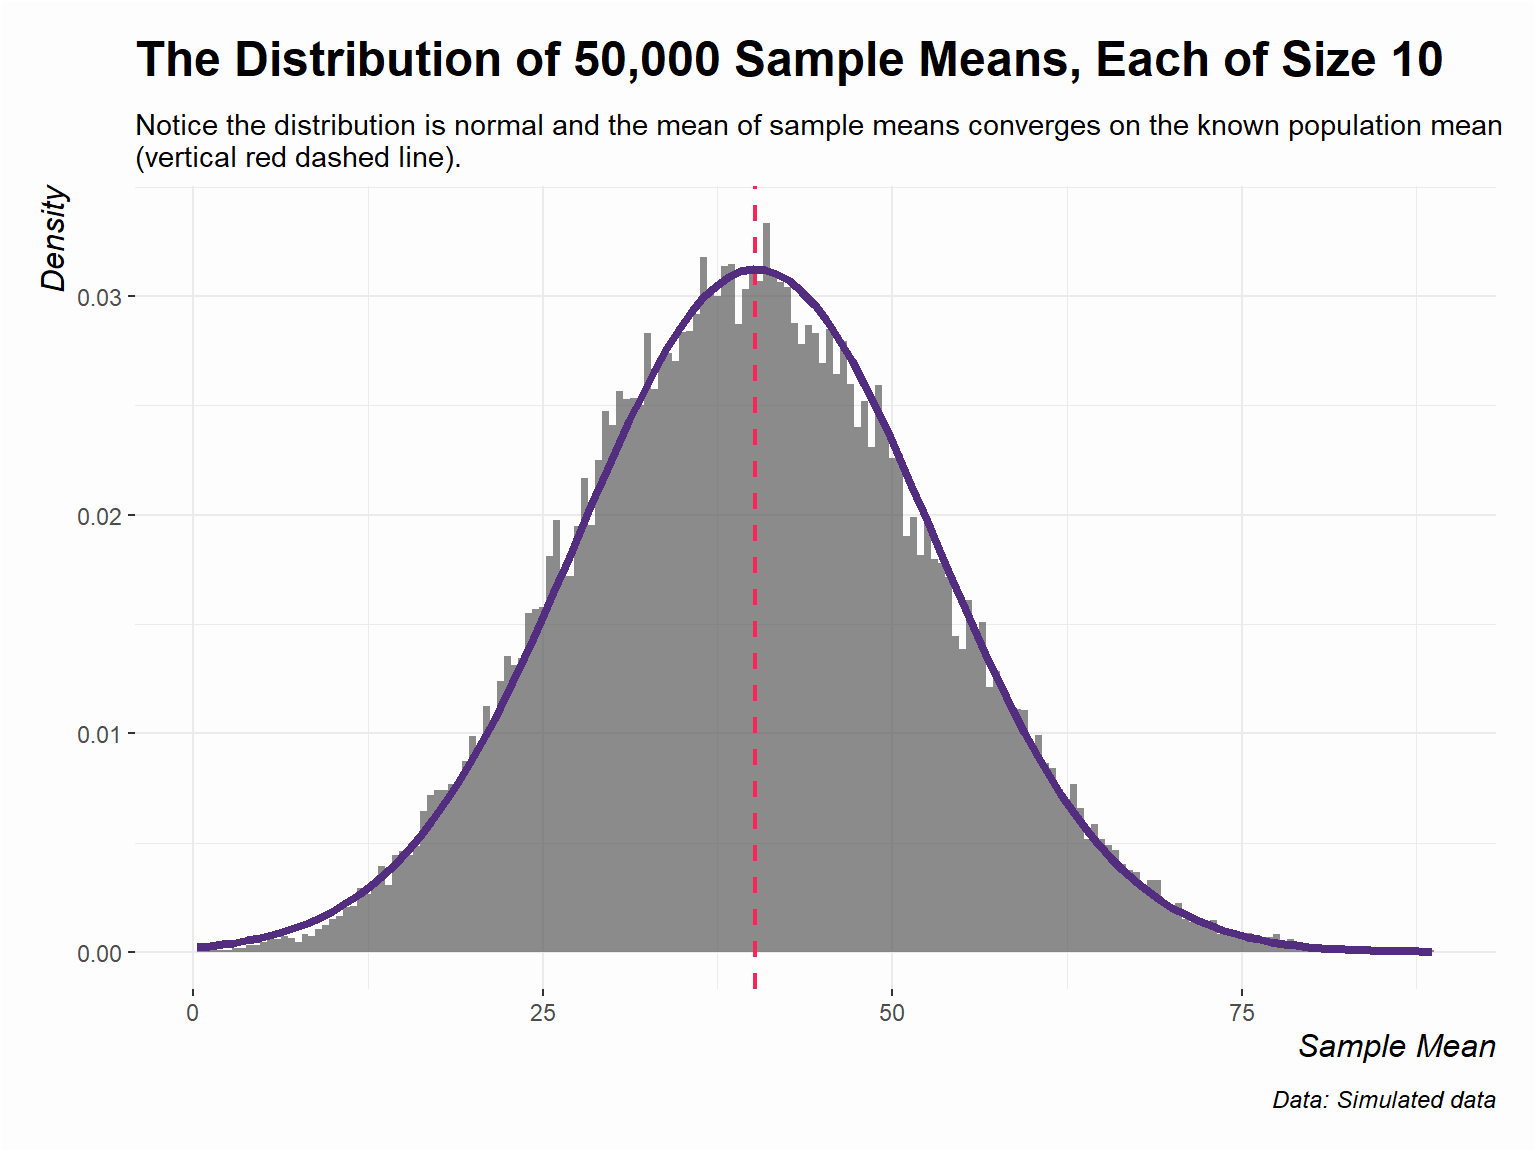 The Distribution of 50,000 Sample Means, Each of Size 10
Notice the distribution is normal and the mean of sample means converges on the known population mean
(vertical red dashed line).
Density
0.03
0.02
0.01
0.00
0
25
50
75
Sample Mean
Data: Simulated data